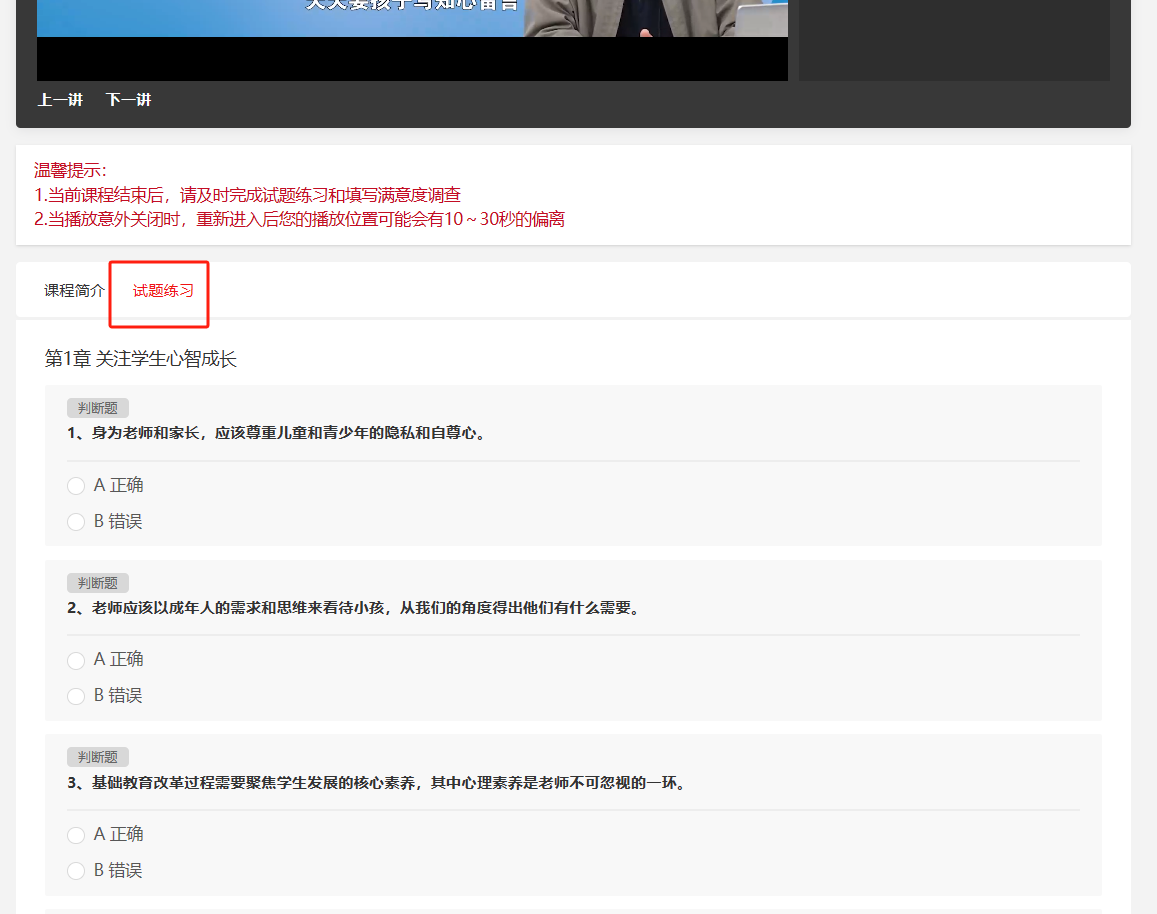 天天要孩子写知心留言
上一讲 下一讲
温馨提示：
1.当前课程结束后，请及时完成试题练习和填写满意度调查
2.当播放意外关闭时，重新进入后您的播放位置可能会有10～30秒的偏离
课程简介 试题练习
第1章 关注学生心智成长
判断题
1、身为老师和家长，应该尊重儿童和青少年的隐私和自尊心。
A 正确
B 错误
判断题
2、老师应该以成年人的需求和思维来看待小孩，从我们的角度得出他们有什么需要。
A 正确
B 错误
判断题
3、基础教育改革过程需要聚焦学生发展的核心素养，其中心理素养是老师不可忽视的一环。
A 正确
B 错误